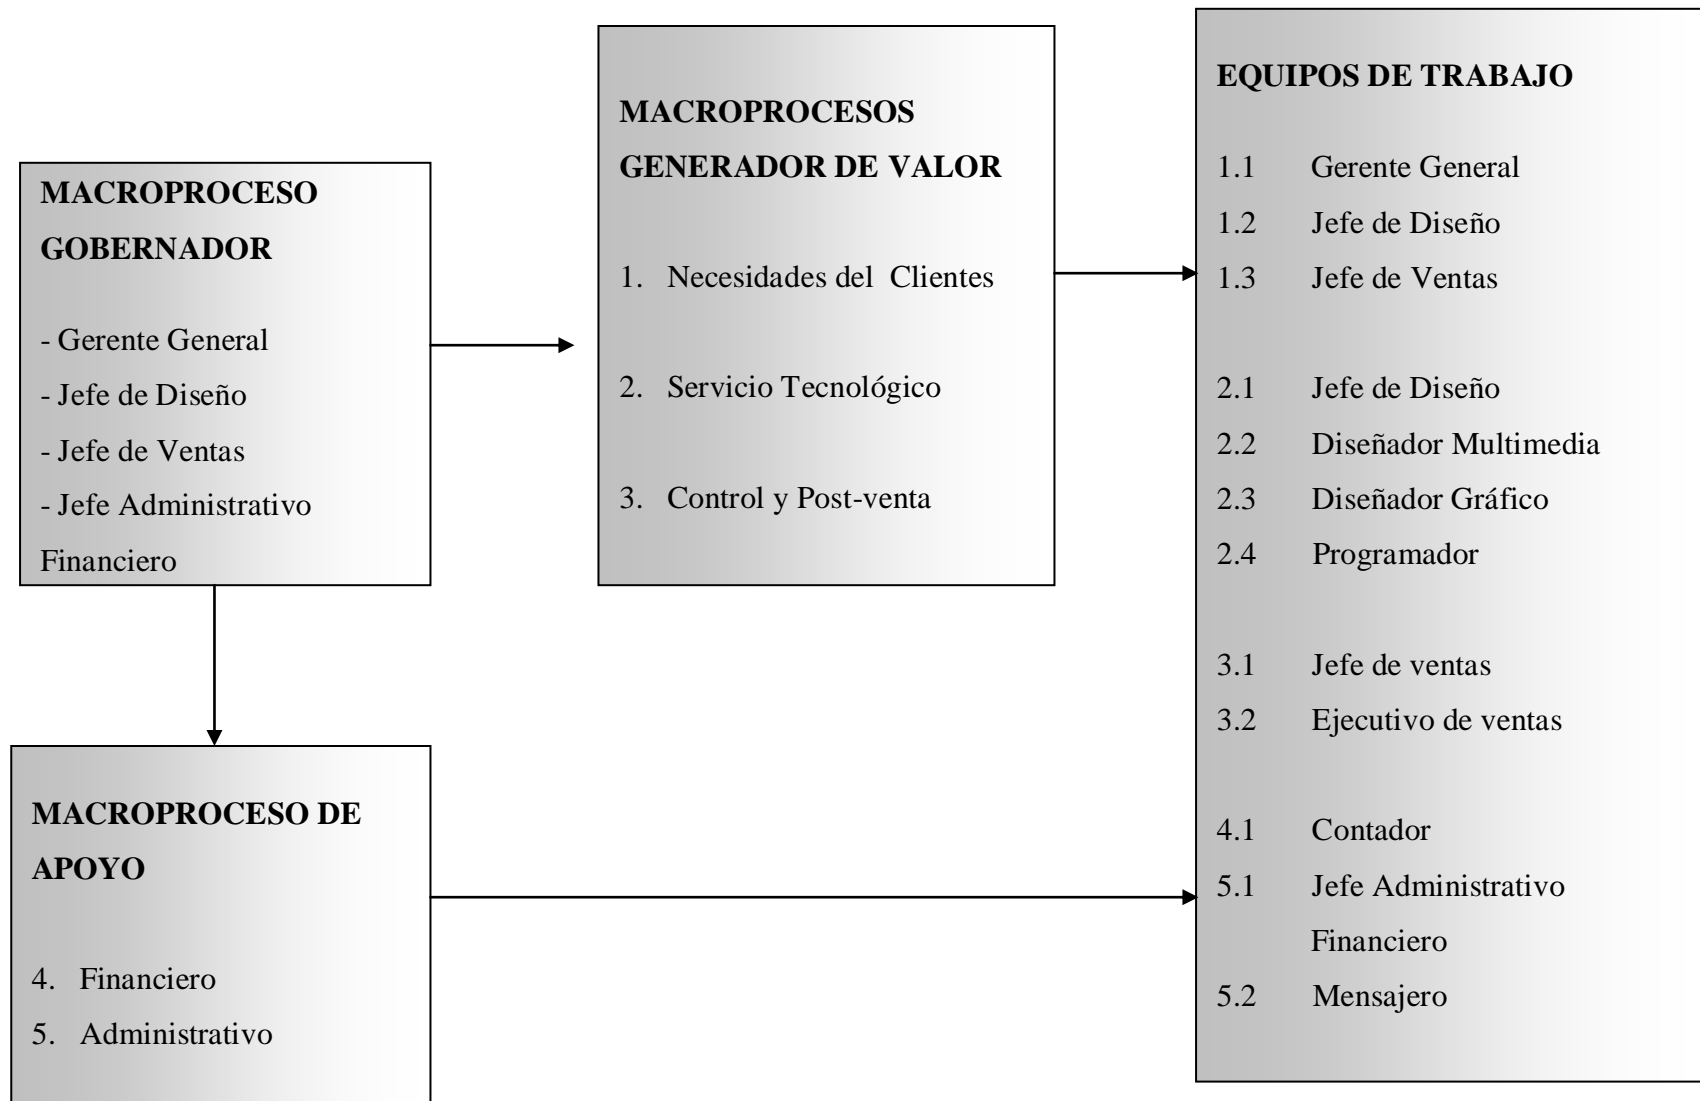 MACROPROCESO
GOBERNADOR
- Gerente General
- Jefe de Diseño
- Jefe de Ventas
- Jefe Administrativo
Financiero
MACROPROCESOS
GENERADOR DE VALOR
1. Necesidades del Clientes
2. Servicio Tecnológico
3. Control y Post-venta
EQUIPOS DE TRABAJO
1.1 Gerente General
1.2 Jefe de Diseño
1.3 Jefe de Ventas
2.1 Jefe de Diseño
2.2 Diseñador Multimedia
2.3 Diseñador Gráfico
2.4 Programador
3.1 Jefe de ventas
3.2 Ejecutivo de ventas
4.1 Contador
5.1 Jefe Administrativo
Financiero
5.2 Mensajero
MACROPROCESO DE
APOYO
4. Financiero
5. Administrativo